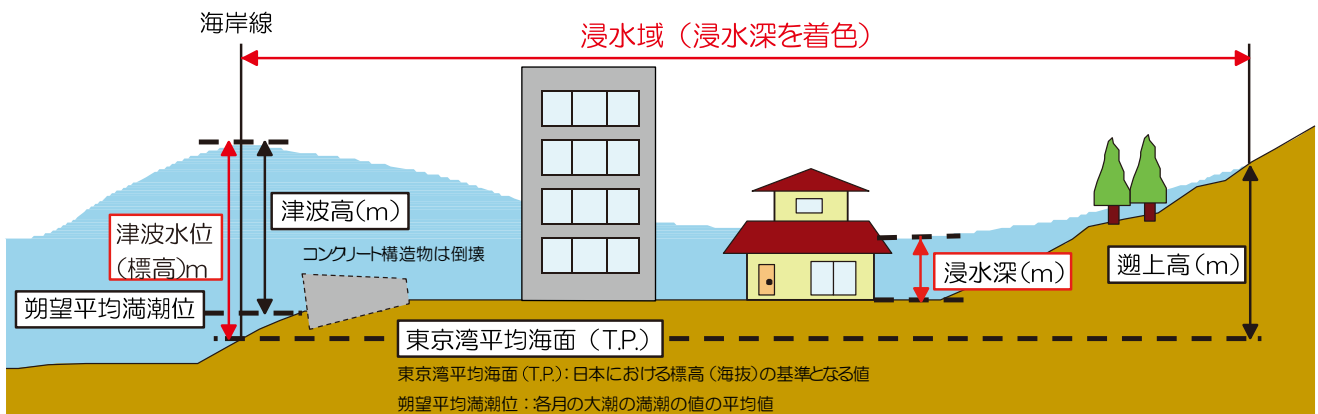 海岸線
浸水域（浸水深を着色）
津波高(m)
津波水位
(標高)m
コンクリート構造物は倒壊
浸水深(m)
遡上高(m)
朔望平均満潮位
東京湾平均海面（T.P.）
東京湾平均海面（T.P.）：日本における標高（海抜）の基準となる値
朔望平均満潮位：各月の大潮の満潮の値の平均値